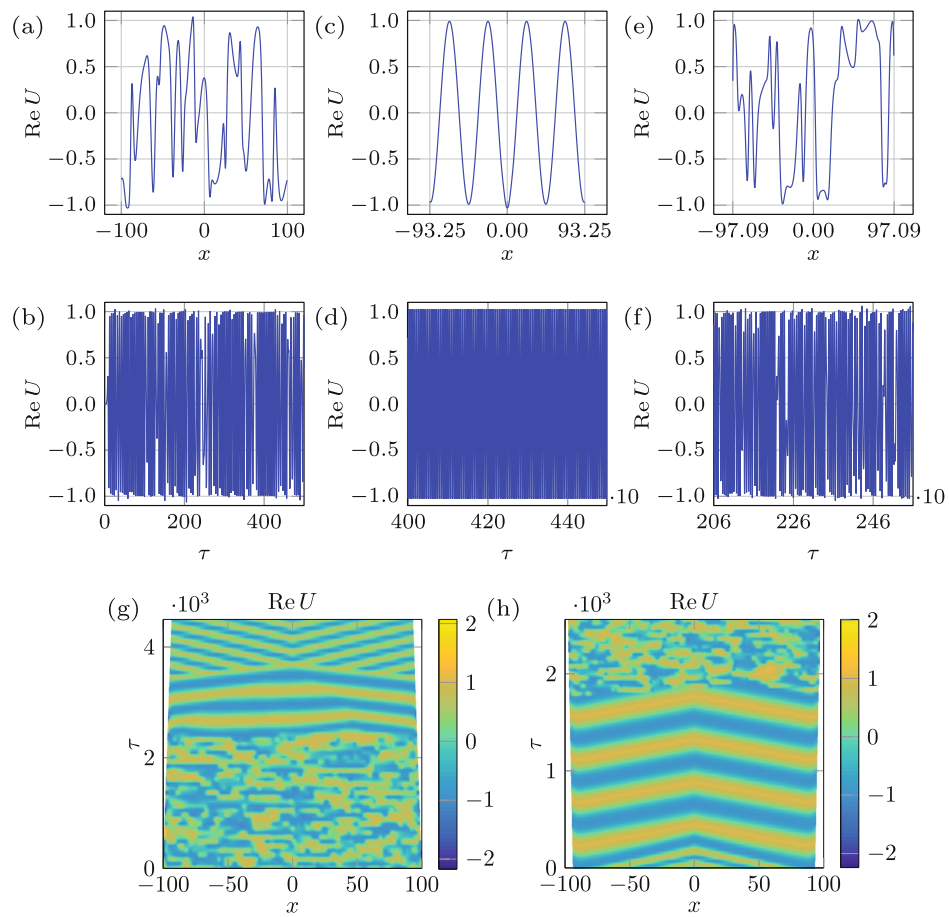 (a) (c) (e)
1.0 1.0 1.0
0.5 0.5 0.5
Re U Re U Re U
0.0 0.0 0.0
−0.5 −0.5 −0.5
−1.0 −1.0 −1.0
−100 0 100 −93.25 0.00 93.25 −97.09 0.00 97.09
x x x
(b) (d) (f)
1.0 1.0 1.0
0.5 0.5 0.5
Re U Re U Re U
0.0 0.0 0.0
−0.5 −0.5 −0.5
−1.0 −1.0 ·10 −1.0 ·10
0 200 400 400 420 440 206 226 246
τ τ τ
(g) ·10³ Re U (h) ·10³ Re U
4 2 2 2
1 1
τ 2 0 τ 1 0
−1 −1
0 −2 0 −2
−100 −50 0 50 100 −100 −50 0 50 100
x x